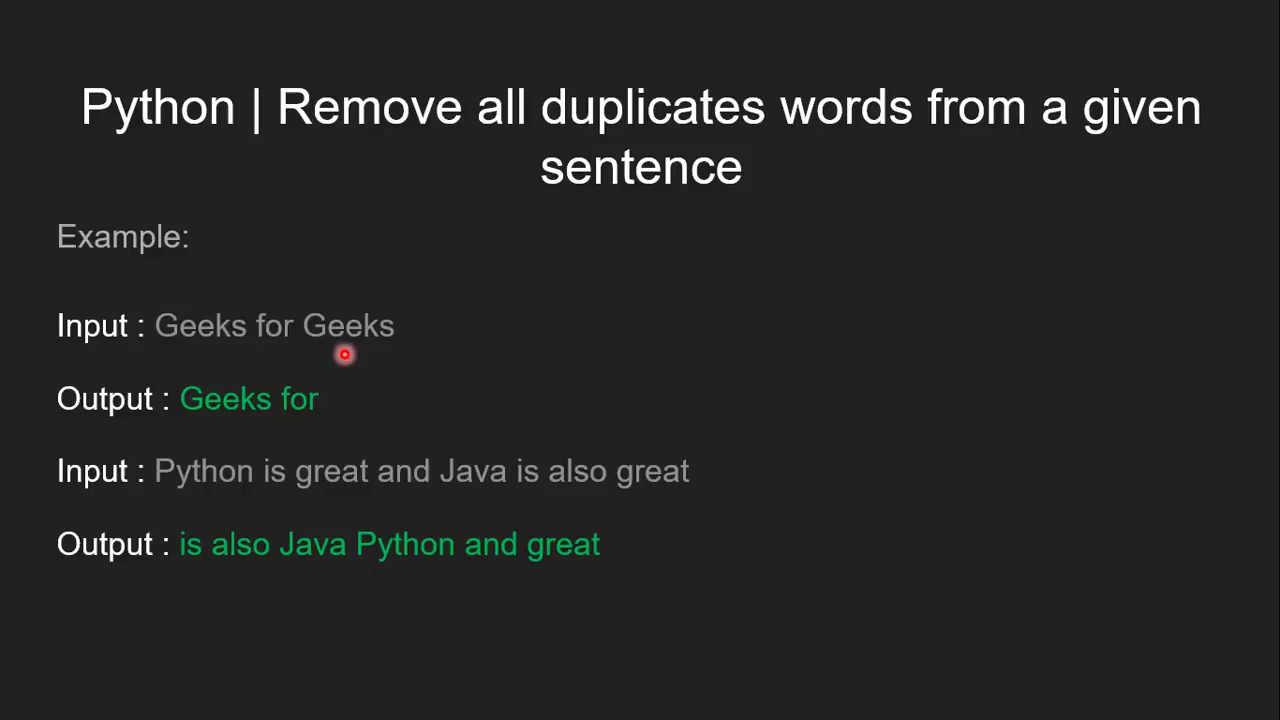 Python | Remove all duplicates words from a given
sentence
Example:
Input : Geeks for Geeks
Output : Geeks for
Input : Python is great and Java is also great
Output : is also Java Python and great